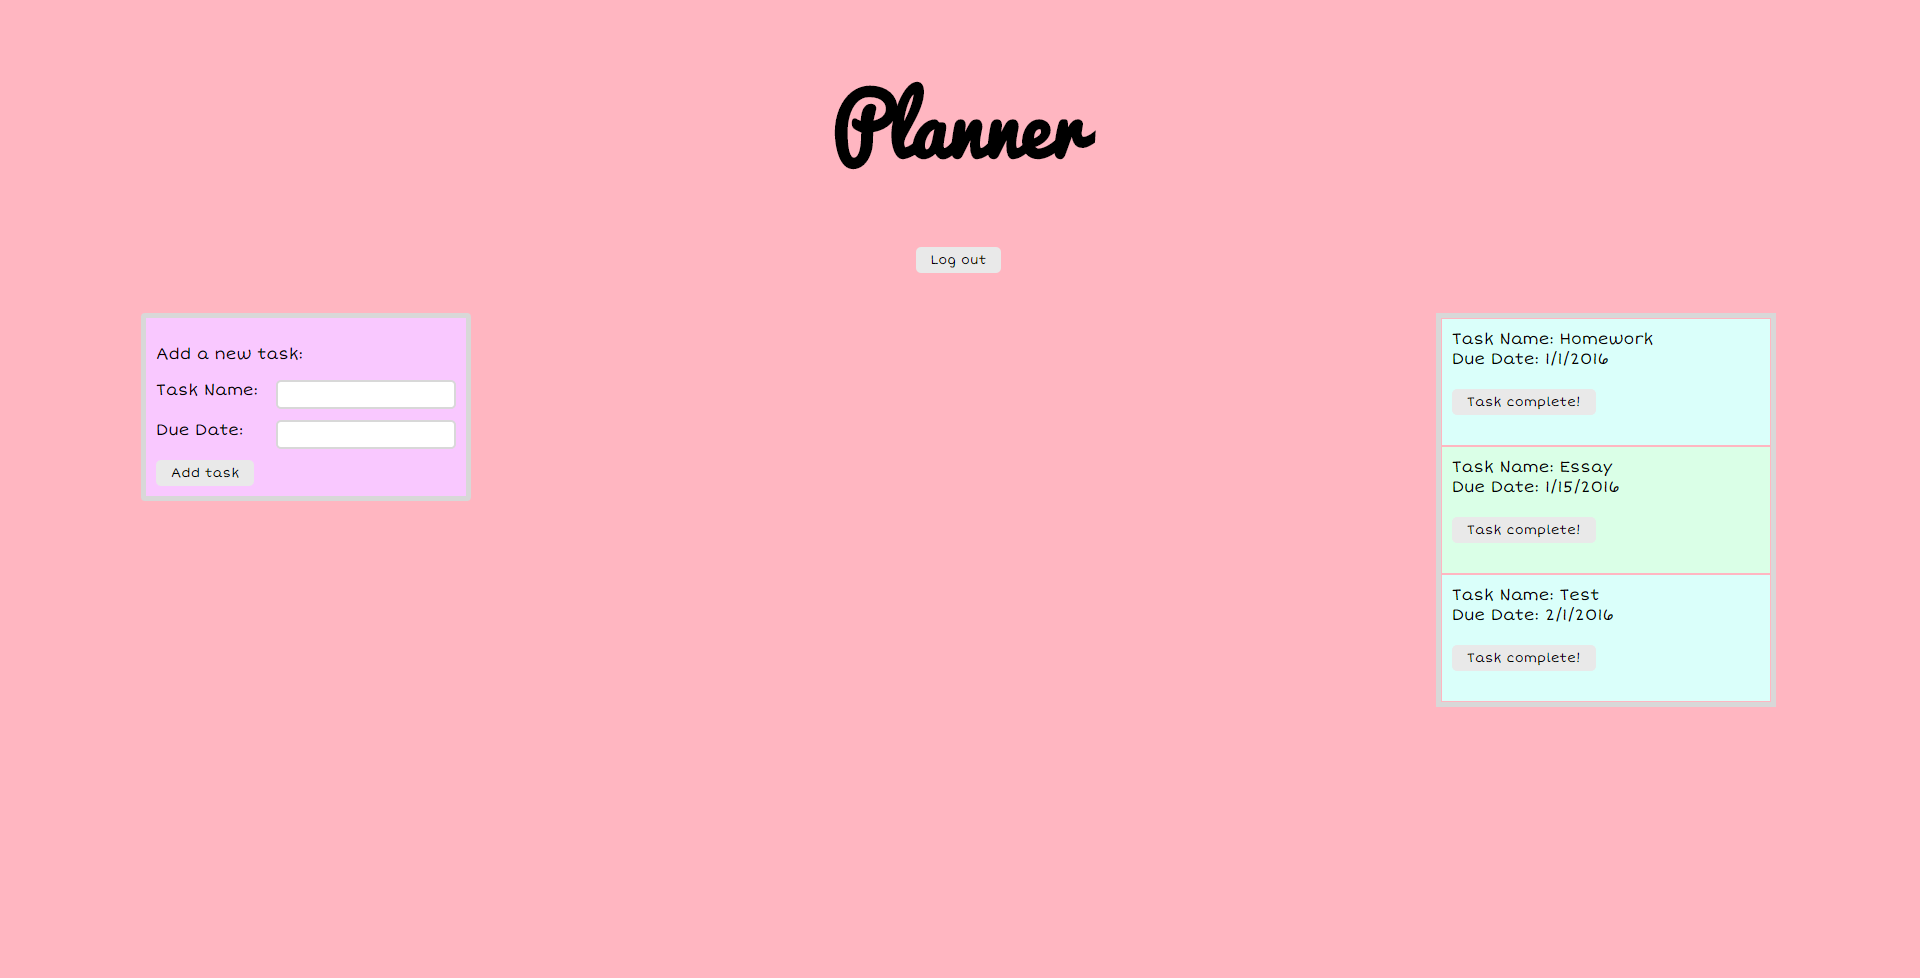 Planner
Log out
Add a new task:
Task Name:
Due Date:
Add task
Task Name: Homework
Due Date: 1/1/2016
Task complete!
Task Name: Essay
Due Date: 1/15/2016
Task complete!
Task Name: Test
Due Date: 2/1/2016
Task complete!